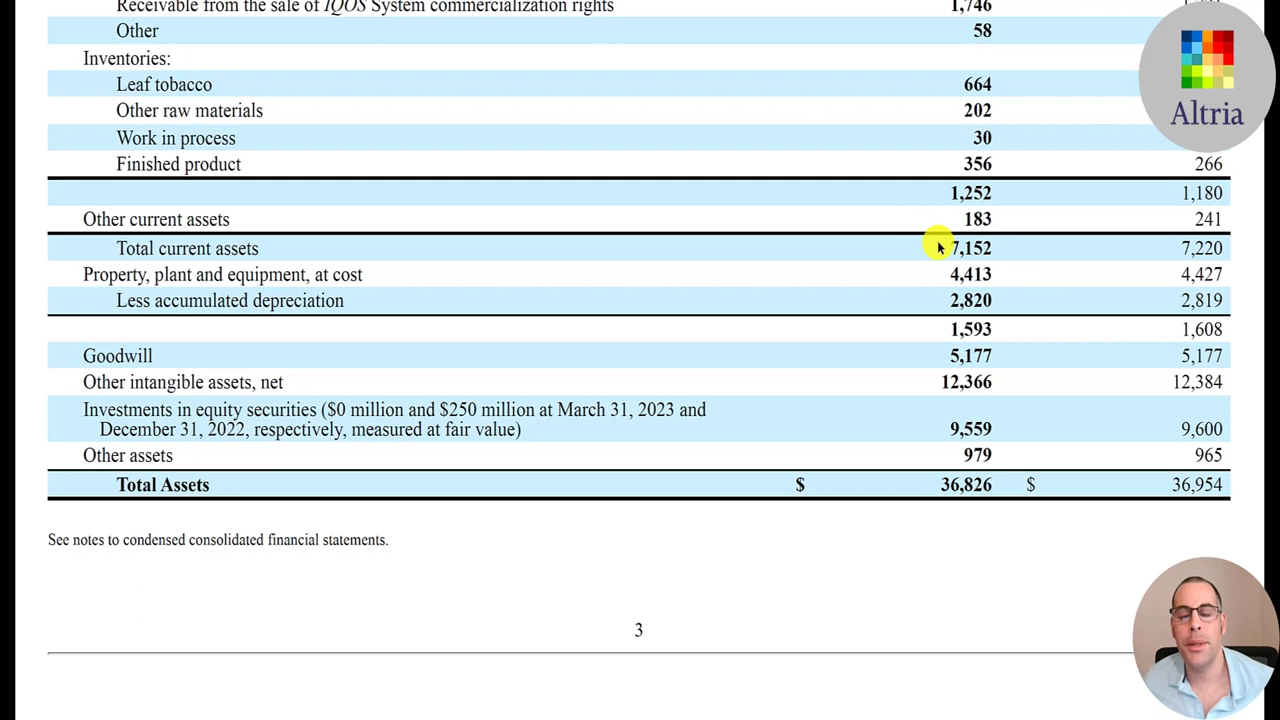 Receivable from the sale of IQOS System commercialization rights 1,746
Other 58
Inventories:
Leaf tobacco 664
Other raw materials 202
Work in process 30
Finished product 356 266
1,252 1,180
Other current assets 183 241
Total current assets 7,152 7,220
Property, plant and equipment, at cost 4,413 4,427
Less accumulated depreciation 2,820 2,819
1,593 1,608
Goodwill 5,177 5,177
Other intangible assets, net 12,366 12,384
Investments in equity securities ($0 million and $250 million at March 31, 2023 and
December 31, 2022, respectively, measured at fair value) 9,559 9,600
Other assets 979 965
Total Assets $ 36,826 $ 36,954
See notes to condensed consolidated financial statements.
3
Altria